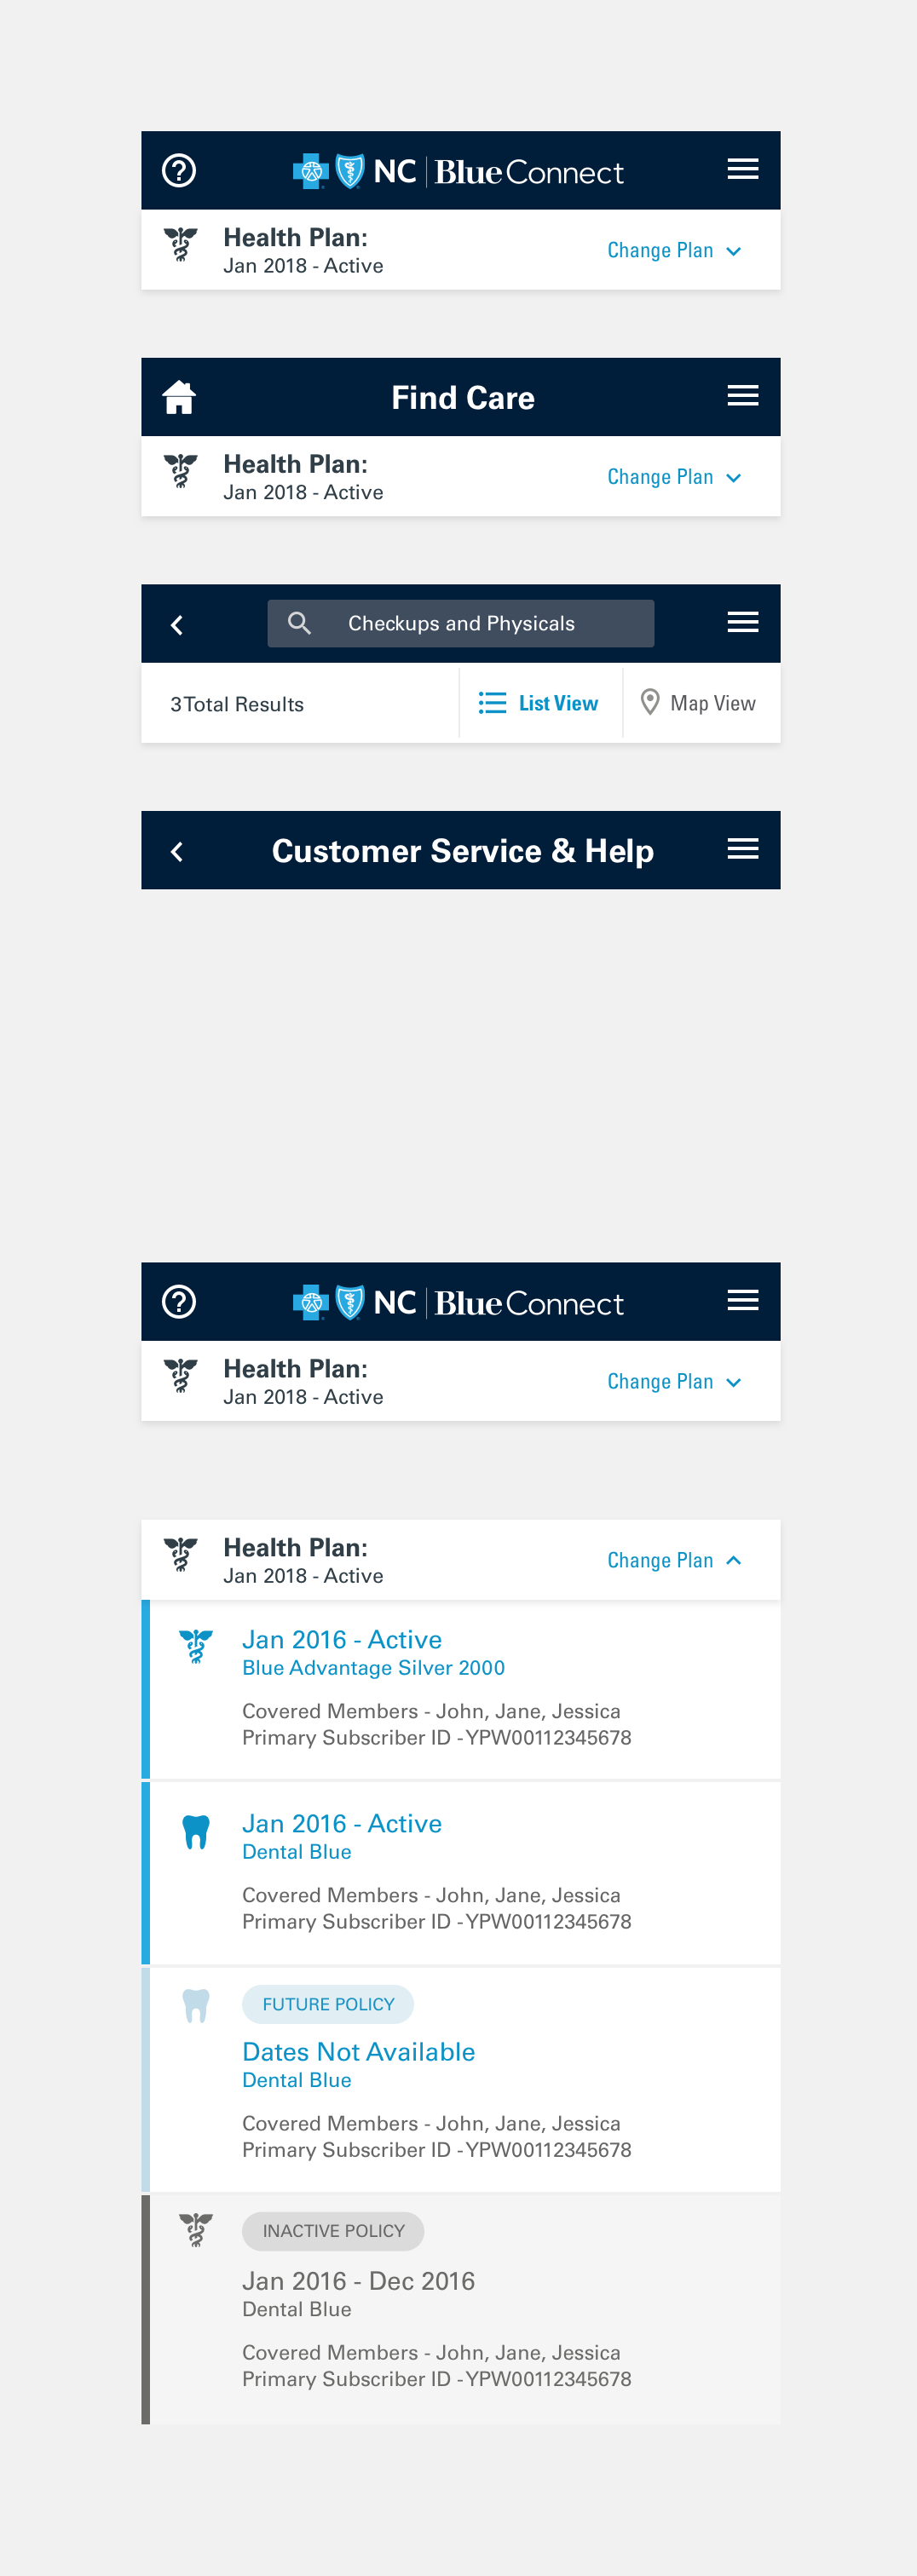 NC | Blue Connect
Health Plan:
Jan 2018 - Active
Change Plan
Find Care
Health Plan:
Jan 2018 - Active
Change Plan
Checkups and Physicals
3 Total Results
List View
Map View
Customer Service & Help
NC | Blue Connect
Health Plan:
Jan 2018 - Active
Change Plan
Health Plan:
Jan 2018 - Active
Change Plan
Jan 2016 - Active
Blue Advantage Silver 2000
Covered Members - John, Jane, Jessica
Primary Subscriber ID - YPW00112345678
Jan 2016 - Active
Dental Blue
Covered Members - John, Jane, Jessica
Primary Subscriber ID - YPW00112345678
FUTURE POLICY
Dates Not Available
Dental Blue
Covered Members - John, Jane, Jessica
Primary Subscriber ID - YPW00112345678
INACTIVE POLICY
Jan 2016 - Dec 2016
Dental Blue
Covered Members - John, Jane, Jessica
Primary Subscriber ID - YPW00112345678